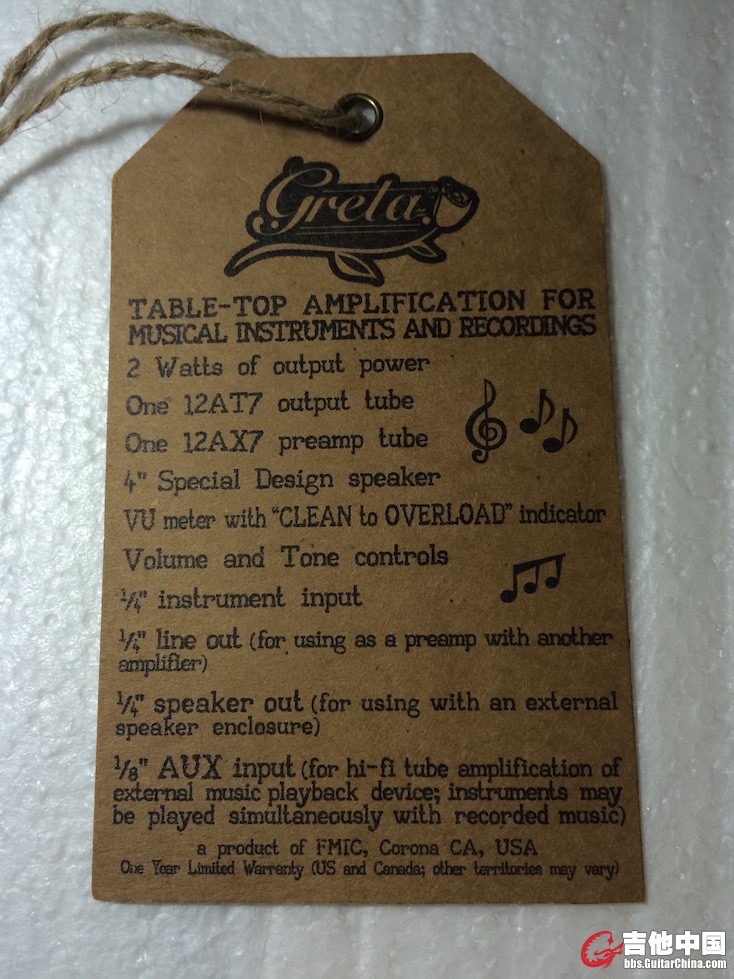 Greta
TABLE-TOP AMPLIFICATION FOR
MUSICAL INSTRUMENTS AND RECORDINGS
2 Watts of output power
One 12AT7 output tube
One 12AX7 preamp tube
4" Special Design speaker
VU meter with "CLEAN to OVERLOAD" indicator
Volume and Tone controls
¼" instrument input
¼" line out (for using as a preamp with another
amplifier)
¼" speaker out (for using with an external
speaker enclosure)
⅛" AUX input (for hi-fi tube amplification of
external music playback device; instruments may
be played simultaneously with recorded music)
a product of FMIC, Corona CA, USA
One Year Limited Warranty (US and Canada; other territories may vary)
吉他中国
bbs.GuitarChina.com